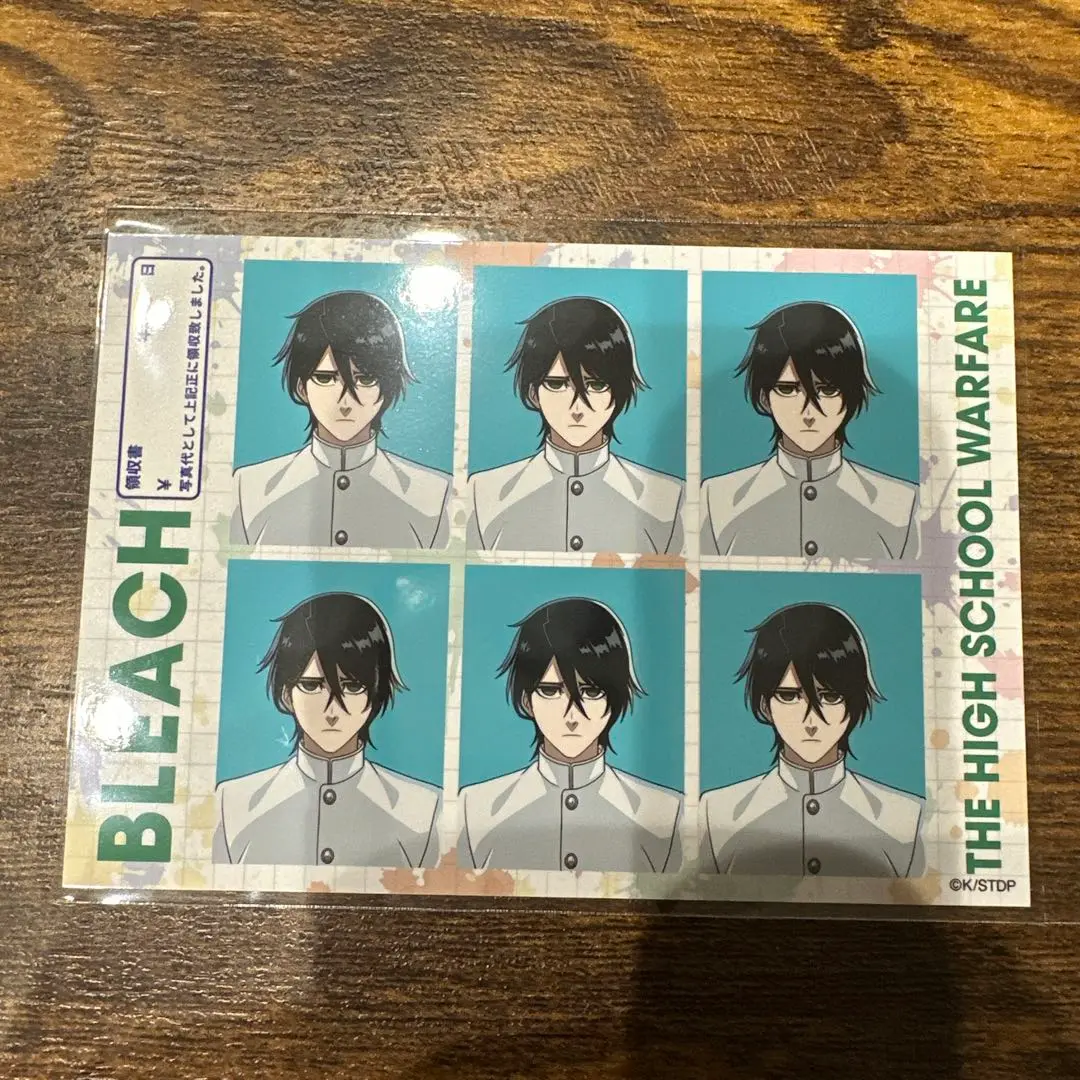 BLEACH
領収書
日
¥
写真代として上記正に領収致しました。
THE HIGH SCHOOL WARFARE
©K/STDP